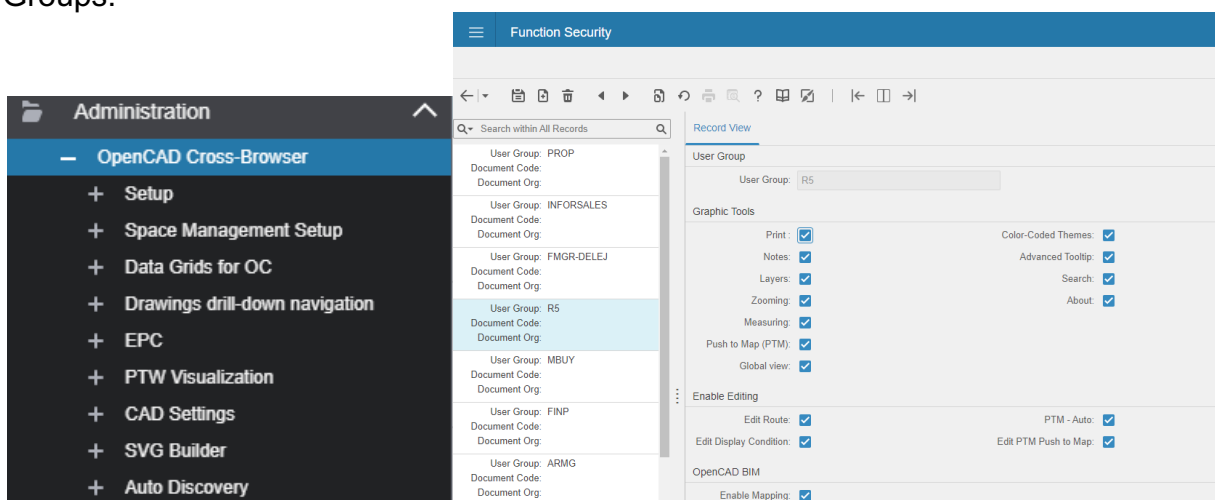 Groups.
Administration
OpenCAD Cross-Browser
Setup
Space Management Setup
Data Grids for OC
Drawings drill-down navigation
EPC
PTW Visualization
CAD Settings
SVG Builder
Auto Discovery
Function Security
Search within All Records
User Group: PROP
Document Code:
Document Org:
User Group: INFORSALES
Document Code:
Document Org:
User Group: FMGR-DELEJ
Document Code:
Document Org:
User Group: R5
Document Code:
Document Org:
User Group: MBUY
Document Code:
Document Org:
User Group: FINP
Document Code:
Document Org:
User Group: ARMG
Document Code:
Document Org:
Record View
User Group
User Group: R5
Graphic Tools
Print : Color-Coded Themes:
Notes: Advanced Tooltip:
Layers: Search:
Zooming: About:
Measuring:
Push to Map (PTM):
Global view:
Enable Editing
Edit Route: PTM - Auto:
Edit Display Condition: Edit PTM Push to Map:
OpenCAD BIM
Enable Mapping: